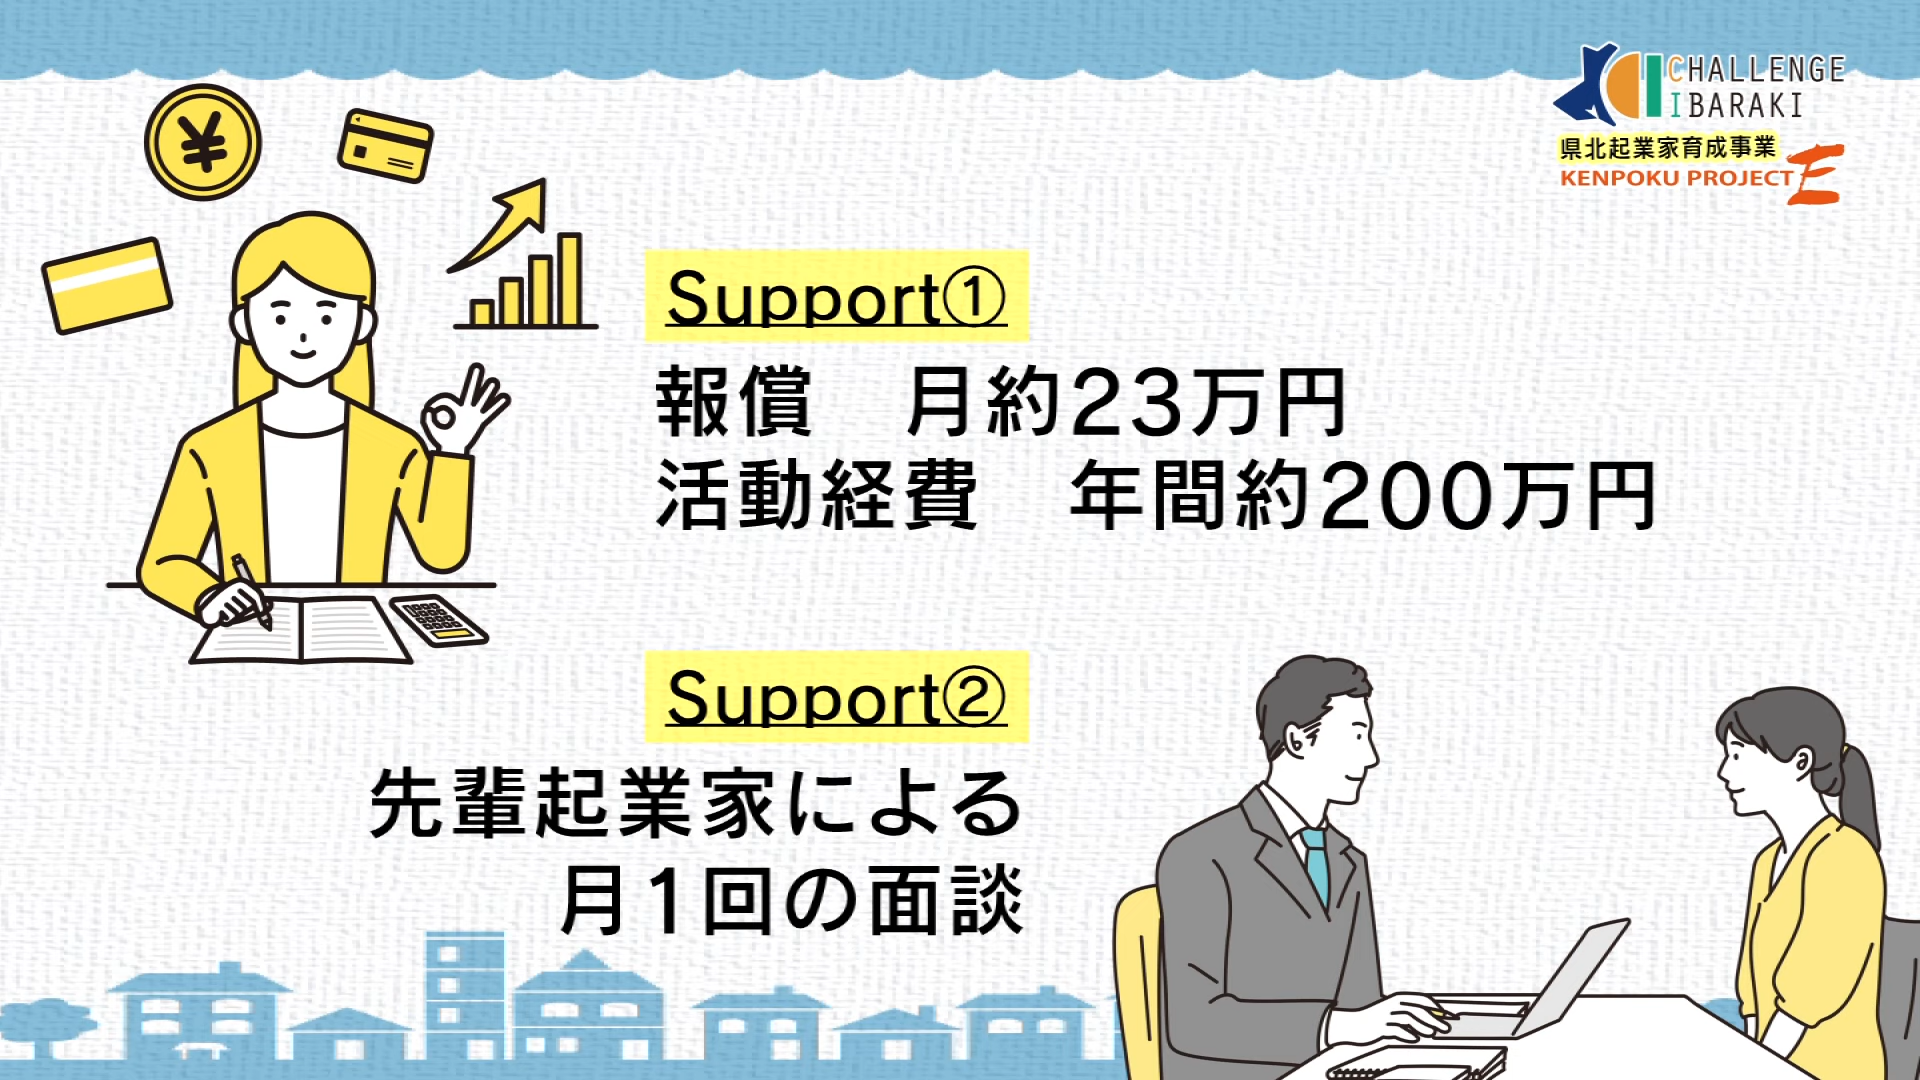 CHALLENGE
IBARAKI
県北起業家育成事業
KENPOKU PROJECT E
Support①
報償　月約23万円
活動経費　年間約200万円
Support②
先輩起業家による
月1回の面談